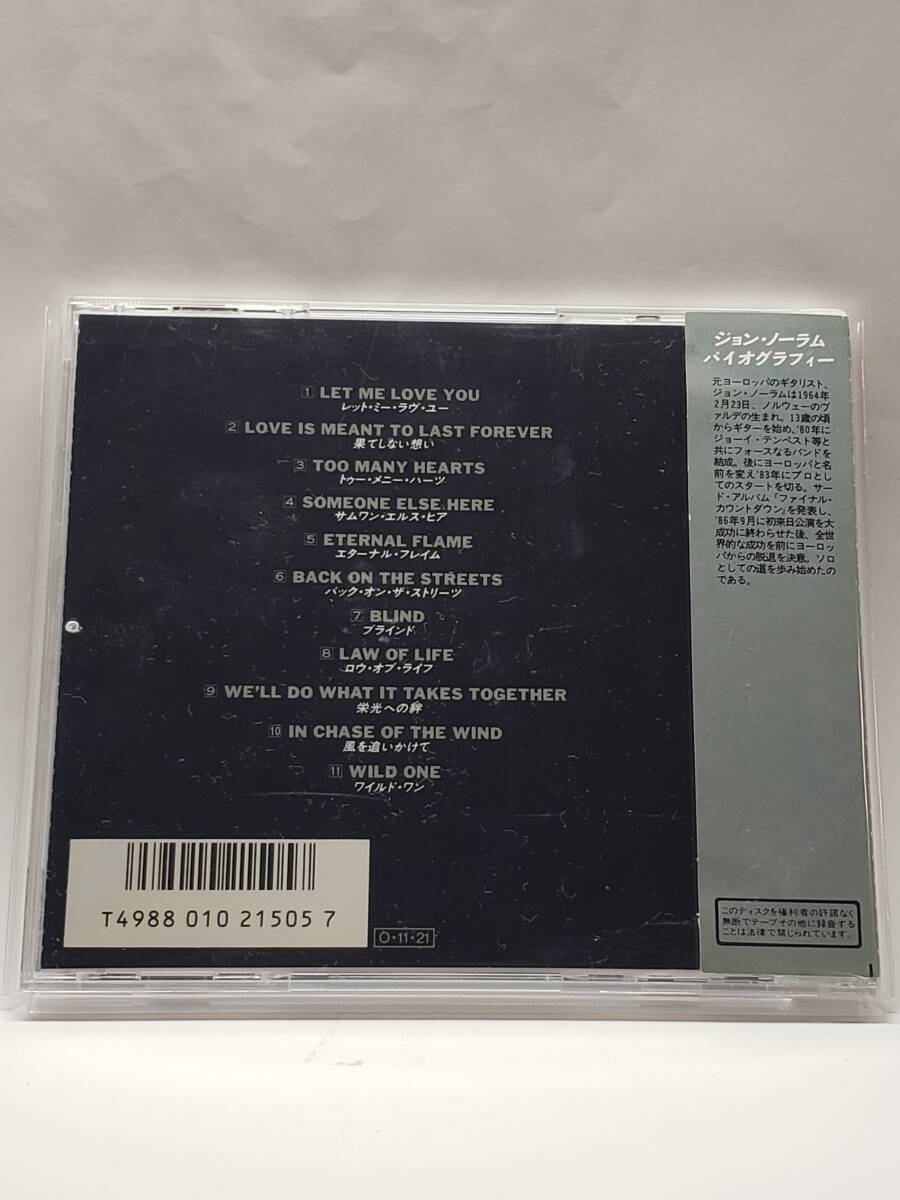 1 LET ME LOVE YOU
レット・ミー・ラヴ・ユー
2 LOVE IS MEANT TO LAST FOREVER
果てしない想い
3 TOO MANY HEARTS
トゥー・メニー・ハーツ
4 SOMEONE ELSE HERE
サムワン・エルス・ヒア
5 ETERNAL FLAME
エターナル・フレイム
6 BACK ON THE STREETS
バック・オン・ザ・ストリーツ
7 BLIND
ブラインド
8 LAW OF LIFE
ロウ・オブ・ライフ
9 WE'LL DO WHAT IT TAKES TOGETHER
栄光への絆
10 IN CHASE OF THE WIND
風を追いかけて
11 WILD ONE
ワイルド・ワン
T4988 010 21505 7
O・11・21
ジョン・ノーラム
バイオグラフィー
元ヨーロッパのギタリスト、
ジョン・ノーラムは1964年
2月23日、ノルウェーのヴ
ァルデの生まれ。13歳の頃
からギターを始め、'80年に
ジョーイ・テンペスト等と
共にフォースなるバンドを
結成。後にヨーロッパと名
前を変え'83年にプロとし
てのスタートを切る。サー
ド・アルバム『ファイナル・
カウントダウン』を発表し、
'86年9月に初来日公演を大
成功に終わらせた後、全世
界的な成功を前にヨーロッ
パからの脱退を決意。ソロ
としての道を歩み始めたの
である。
このディスクを権利者の許諾なく
無断でテープその他に録音する
ことは法律で禁じられています。